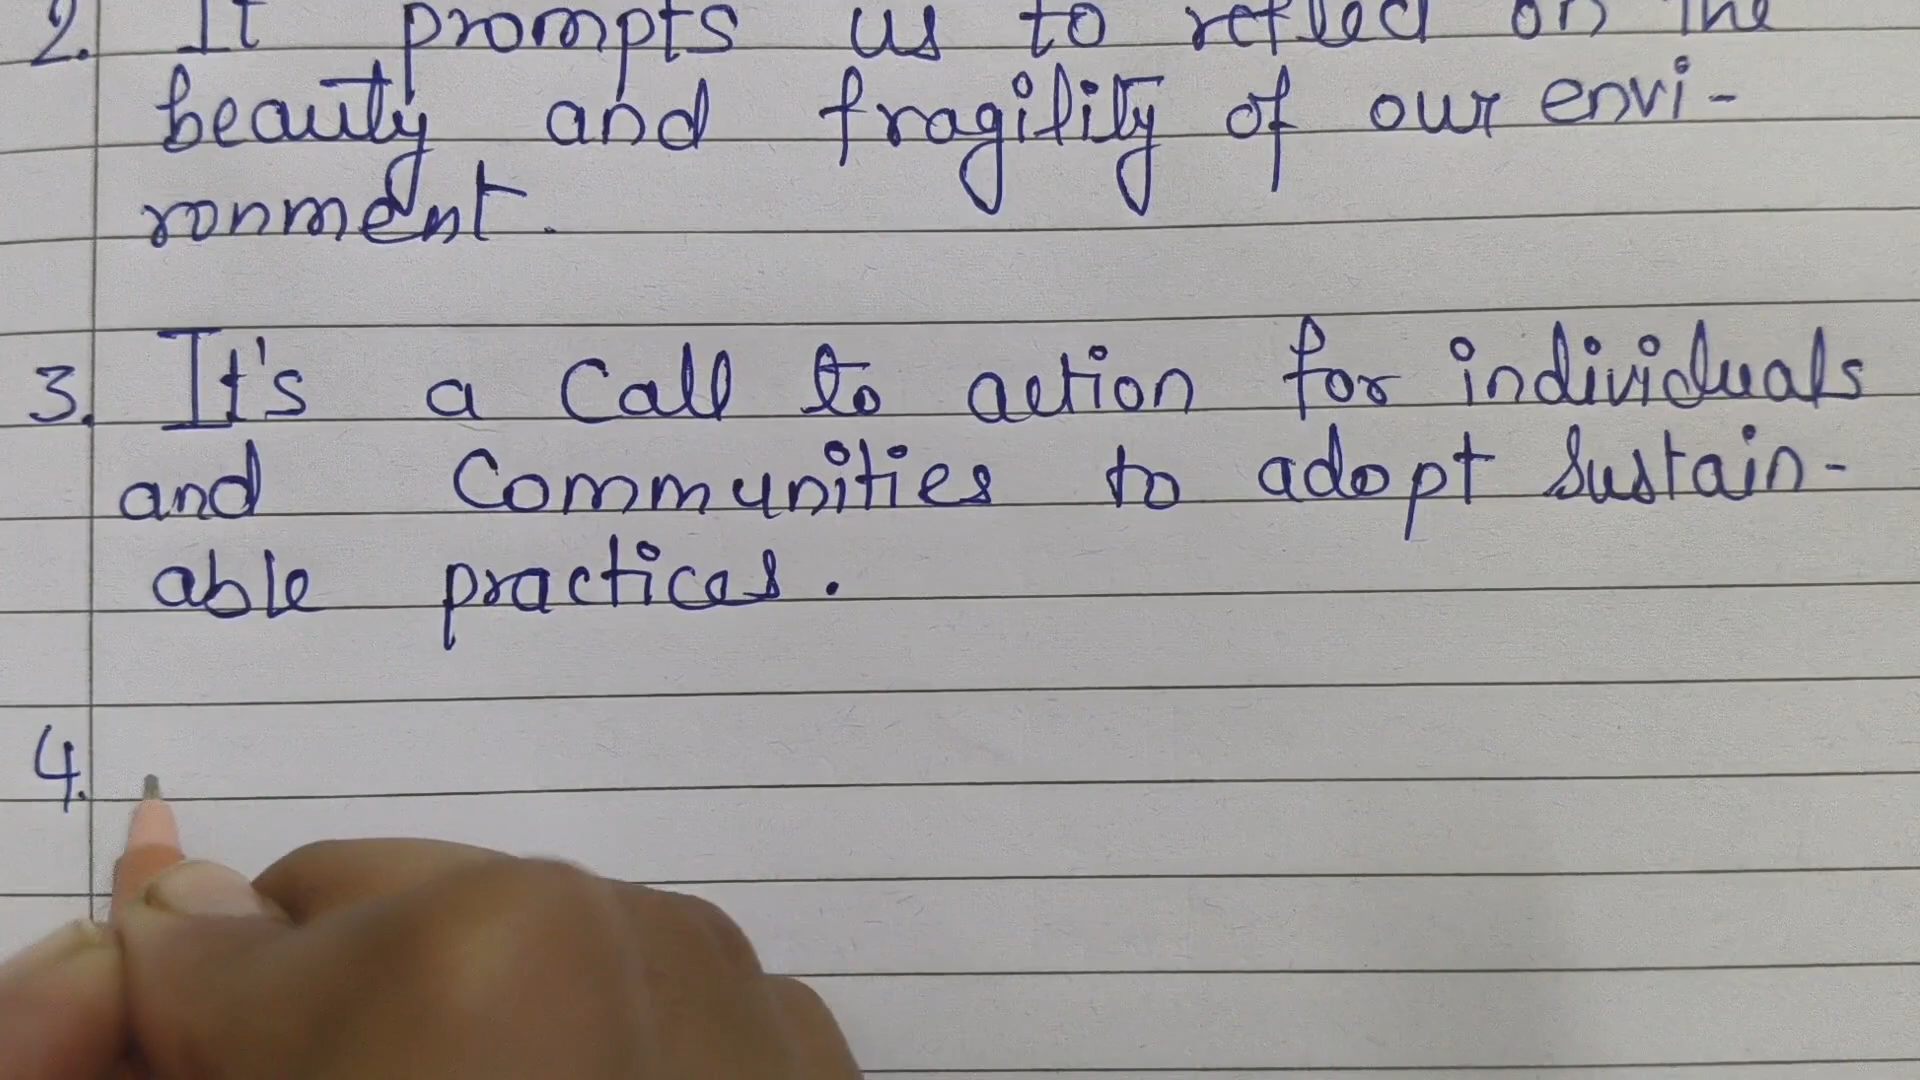 2. It prompts us to reflect on the
beauty and fragility of our envi-
ronment.
3. It's a Call to action for individuals
and Communities to adopt Sustain-
able practices.
4.